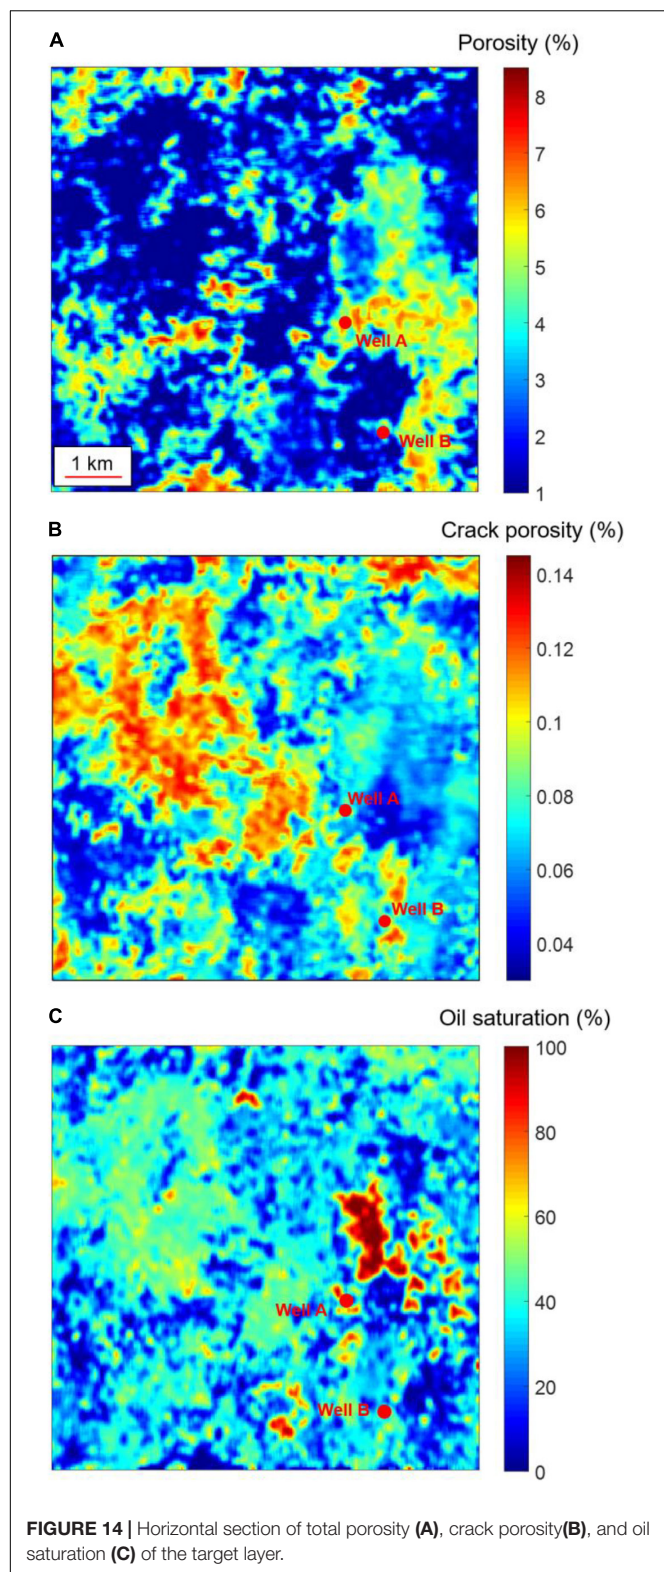 A
Porosity (%)
8
7
6
5
4
3
2
1
Well A
Well B
1 km
B
Crack porosity (%)
0.14
0.12
0.1
0.08
0.06
0.04
Well A
Well B
C
Oil saturation (%)
100
80
60
40
20
0
Well A
Well B
FIGURE 14 | Horizontal section of total porosity (A), crack porosity(B), and oil
saturation (C) of the target layer.